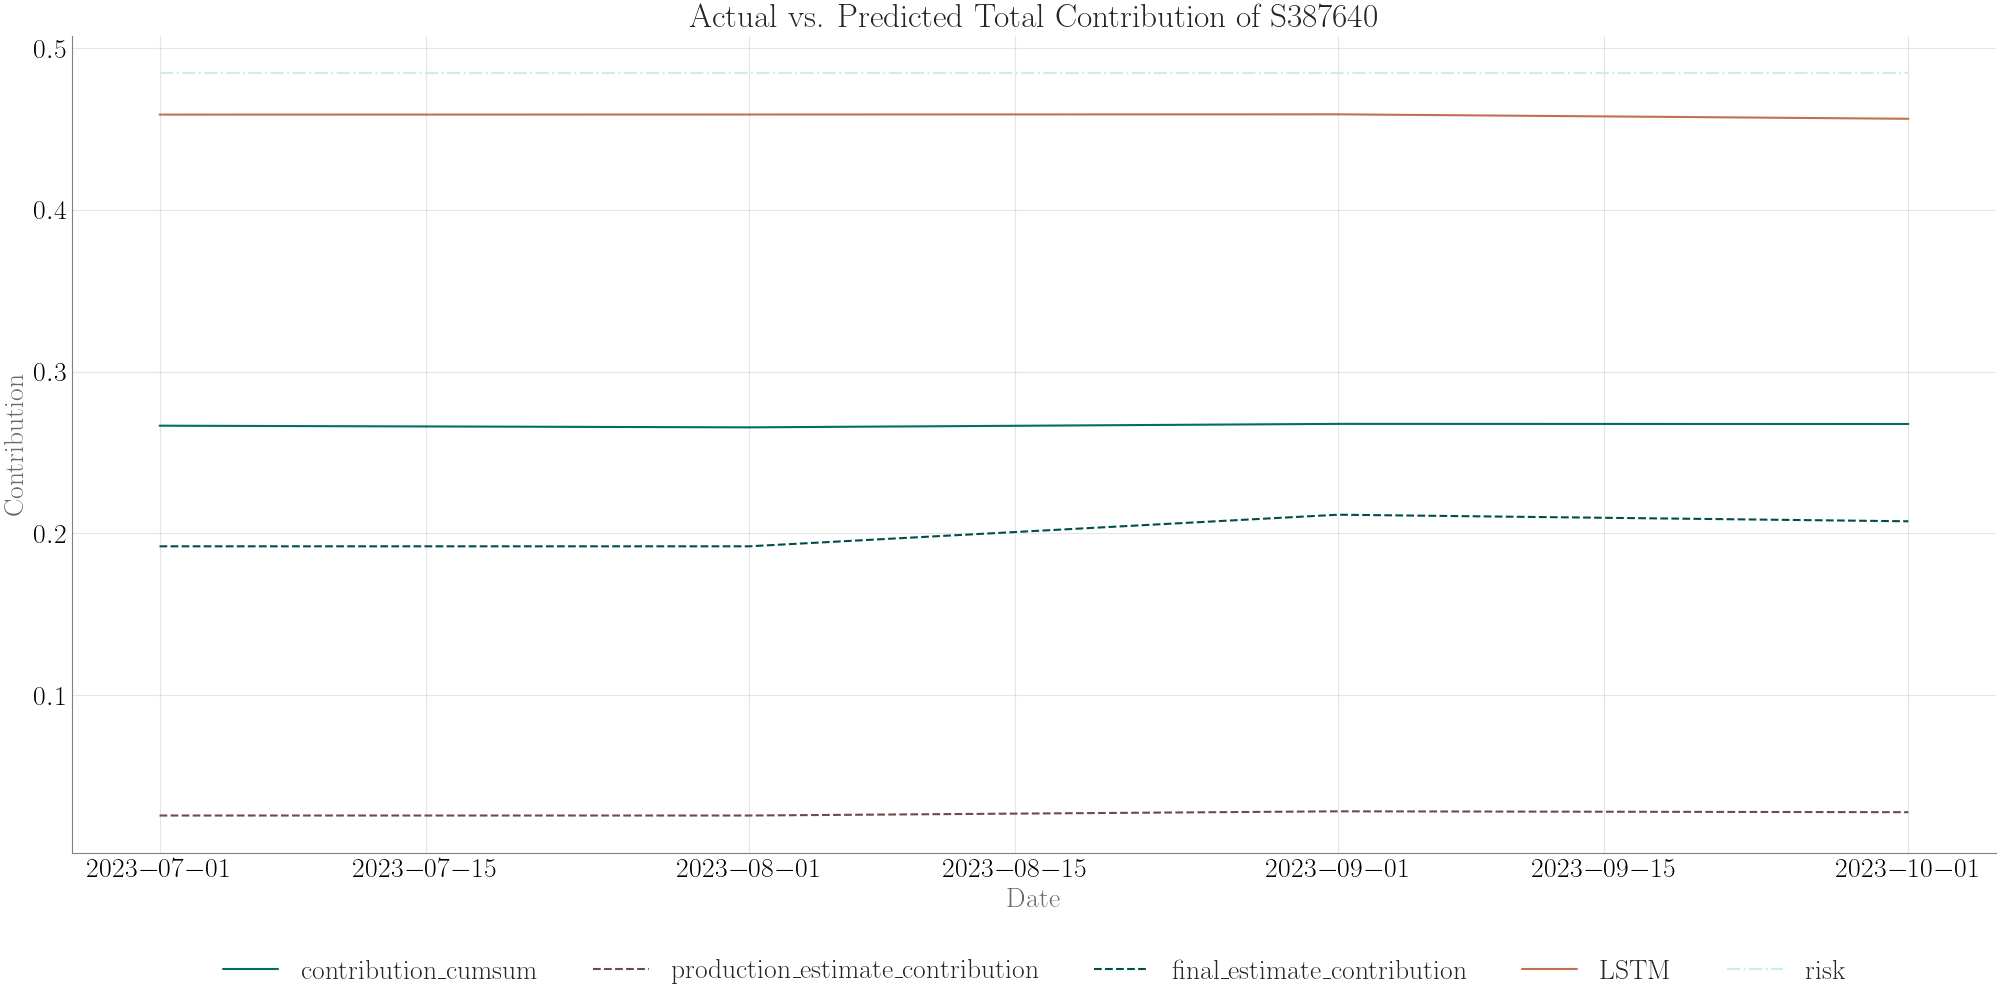 Actual vs. Predicted Total Contribution of S387640
0.5
0.4
0.3
0.2
0.1
Contribution
2023−07−01 2023−07−15 2023−08−01 2023−08−15 2023−09−01 2023−09−15 2023−10−01
Date
contribution_cumsum production_estimate_contribution final_estimate_contribution LSTM risk